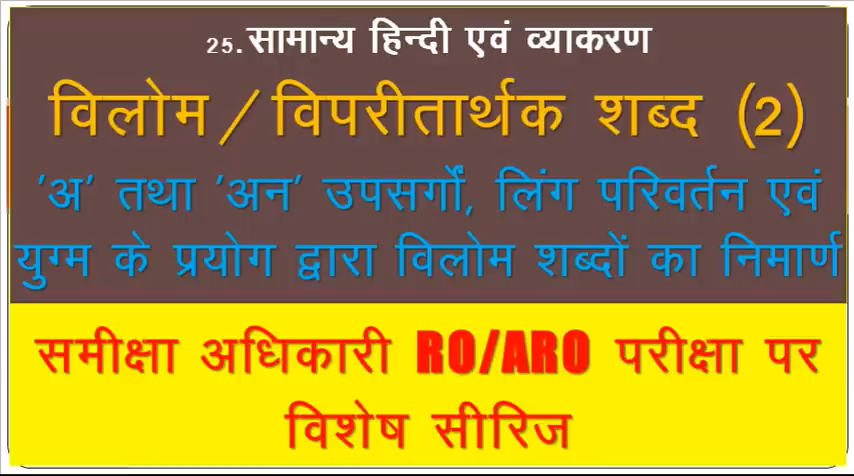 25.सामान्य हिन्दी एवं व्याकरण
विलोम/विपरीतार्थक शब्द (2)
'अ' तथा 'अन' उपसर्गों, लिंग परिवर्तन एवं
युग्म के प्रयोग द्वारा विलोम शब्दों का निमार्ण
समीक्षा अधिकारी RO/ARO परीक्षा पर
विशेष सीरिज